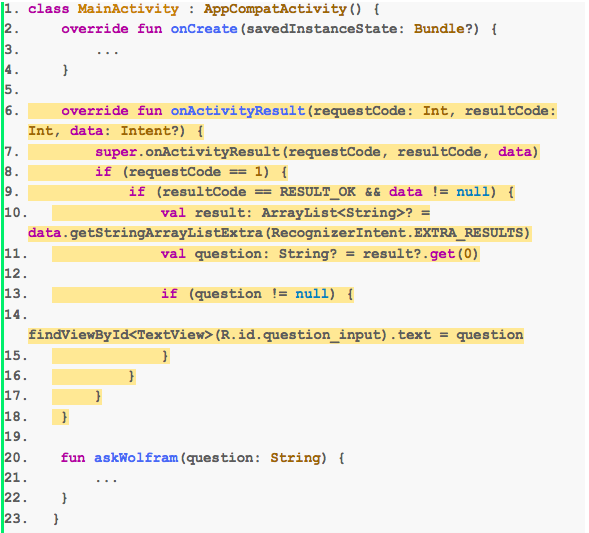 1. class MainActivity : AppCompatActivity() {
2.     override fun onCreate(savedInstanceState: Bundle?) {
3.         ...
4.     }
5.
6.     override fun onActivityResult(requestCode: Int, resultCode:
Int, data: Intent?) {
7.         super.onActivityResult(requestCode, resultCode, data)
8.         if (requestCode == 1) {
9.             if (resultCode == RESULT_OK && data != null) {
10.                 val result: ArrayList<String>? =
data.getStringArrayListExtra(RecognizerIntent.EXTRA_RESULTS)
11.                 val question: String? = result?.get(0)
12.
13.                 if (question != null) {
14.
findViewById<TextView>(R.id.question_input).text = question
15.                 }
16.             }
17.         }
18.     }
19.
20.     fun askWolfram(question: String) {
21.         ...
22.     }
23.    }